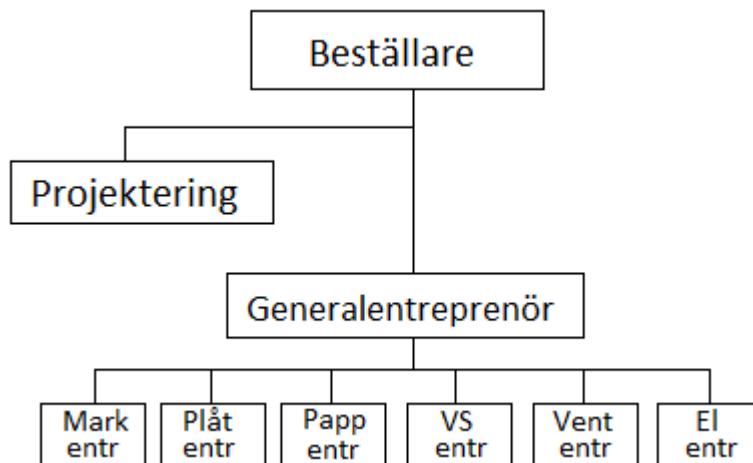 Beställare
Projektering
Generalentreprenör
Mark
entr
Plåt
entr
Papp
entr
VS
entr
Vent
entr
El
entr